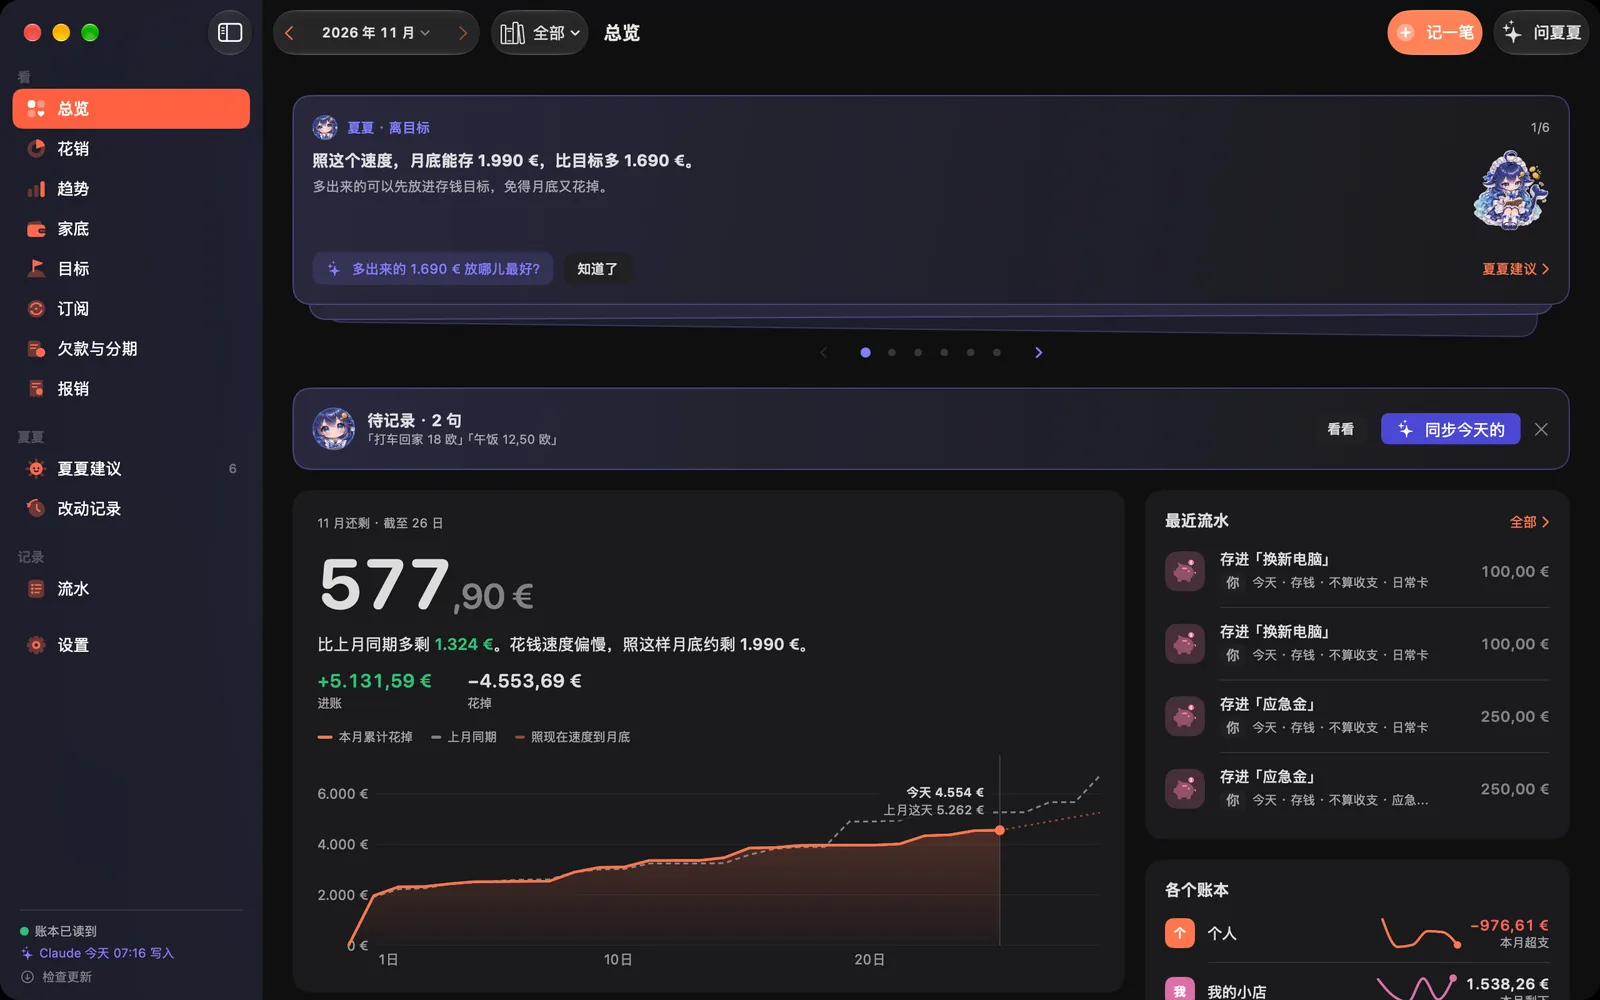 看
总览
花销
趋势
家底
目标
订阅
欠款与分期
报销
夏夏
夏夏建议 6
改动记录
记录
流水
设置
账本已读到
Claude 今天 07:16 写入
检查更新
2026 年 11 月
全部
总览
记一笔
问夏夏
夏夏 · 离目标
1/6
照这个速度，月底能存 1.990 €，比目标多 1.690 €。
多出来的可以先放进存钱目标，免得月底又花掉。
多出来的 1.690 € 放哪儿最好?
知道了
夏夏建议
待记录 · 2 句
「打车回家 18 欧」「午饭 12,50 欧」
看看
同步今天的
11 月还剩 · 截至 26 日
577,90 €
比上月同期多剩 1.324 €。花钱速度偏慢，照这样月底约剩 1.990 €。
+5.131,59 €
进账
−4.553,69 €
花掉
本月累计花掉
上月同期
照现在速度到月底
今天 4.554 €
上月这天 5.262 €
6.000 €
4.000 €
2.000 €
0 €
1日
10日
20日
最近流水
全部
存进「换新电脑」
你 今天 · 存钱 · 不算收支 · 日常卡
100,00 €
存进「换新电脑」
你 今天 · 存钱 · 不算收支 · 日常卡
100,00 €
存进「应急金」
你 今天 · 存钱 · 不算收支 · 日常卡
250,00 €
存进「应急金」
你 今天 · 存钱 · 不算收支 · 应急...
250,00 €
各个账本
个人
−976,61 €
本月超支
我
我的小店
1.538,26 €